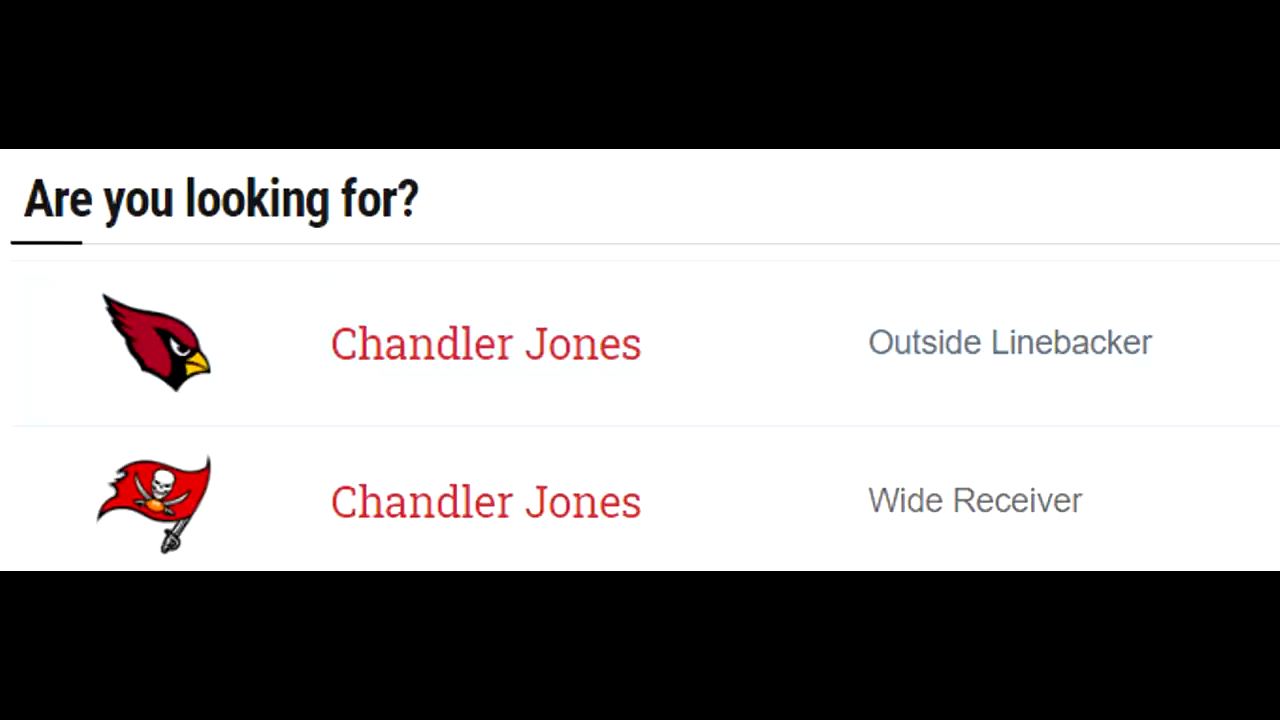 Are you looking for?
Chandler Jones Outside Linebacker
Chandler Jones Wide Receiver